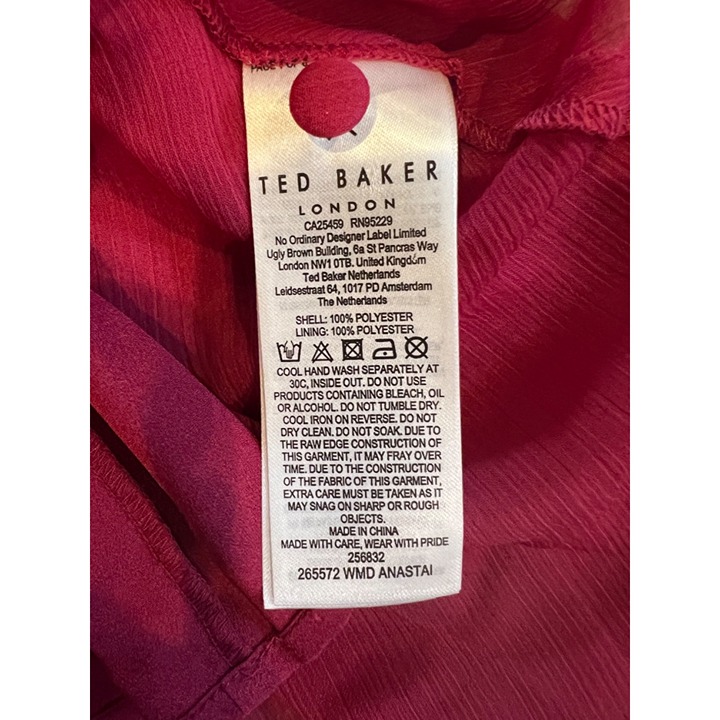 PAGE 1 OF
TED BAKER
LONDON
CA25459 RN95229
No Ordinary Designer Label Limited
Ugly Brown Building, 6a St Pancras Way
London NW1 0TB. United Kingdom
Ted Baker Netherlands
Leidsestraat 64, 1017 PD Amsterdam
The Netherlands
SHELL: 100% POLYESTER
LINING: 100% POLYESTER
COOL HAND WASH SEPARATELY AT
30C, INSIDE OUT. DO NOT USE
PRODUCTS CONTAINING BLEACH, OIL
OR ALCOHOL. DO NOT TUMBLE DRY.
COOL IRON ON REVERSE. DO NOT
DRY CLEAN. DO NOT SOAK. DUE TO
THE RAW EDGE CONSTRUCTION OF
THIS GARMENT, IT MAY FRAY OVER
TIME. DUE TO THE CONSTRUCTION
OF THE FABRIC OF THIS GARMENT,
EXTRA CARE MUST BE TAKEN AS IT
MAY SNAG ON SHARP OR ROUGH
OBJECTS.
MADE IN CHINA
MADE WITH CARE, WEAR WITH PRIDE
256832
265572 WMD ANASTAI